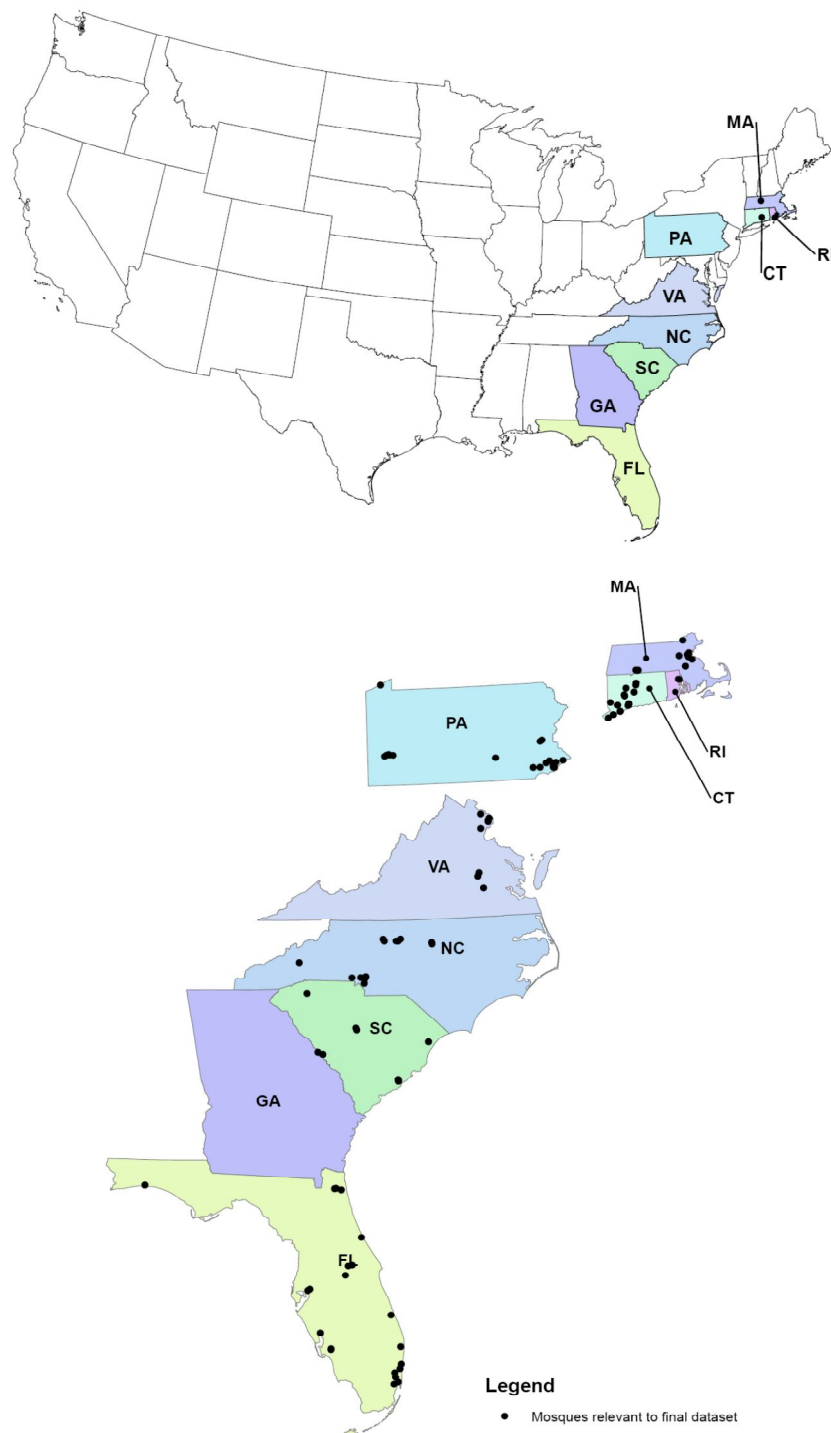 MA
PA
RI
CT
VA
NC
SC
GA
FL
MA
PA
RI
CT
VA
NC
SC
GA
FL
Legend
Mosques relevant to final dataset